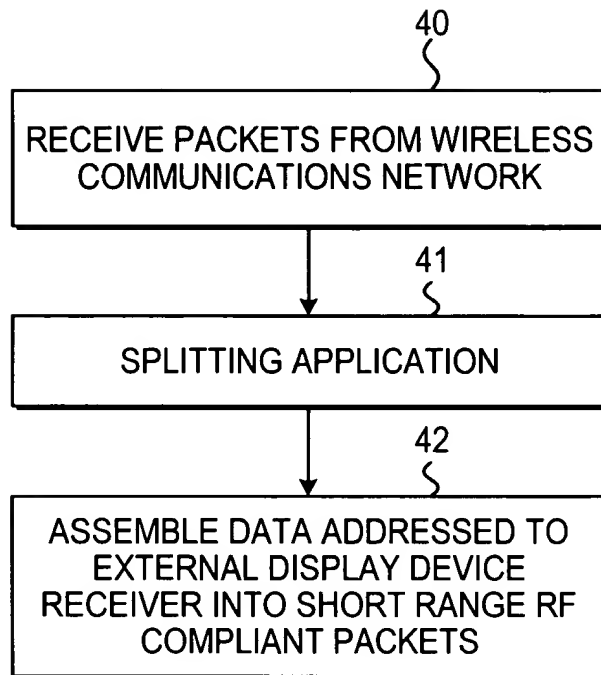 40
RECEIVE PACKETS FROM WIRELESS
COMMUNICATIONS NETWORK
41
SPLITTING APPLICATION
42
ASSEMBLE DATA ADDRESSED TO
EXTERNAL DISPLAY DEVICE
RECEIVER INTO SHORT RANGE RF
COMPLIANT PACKETS